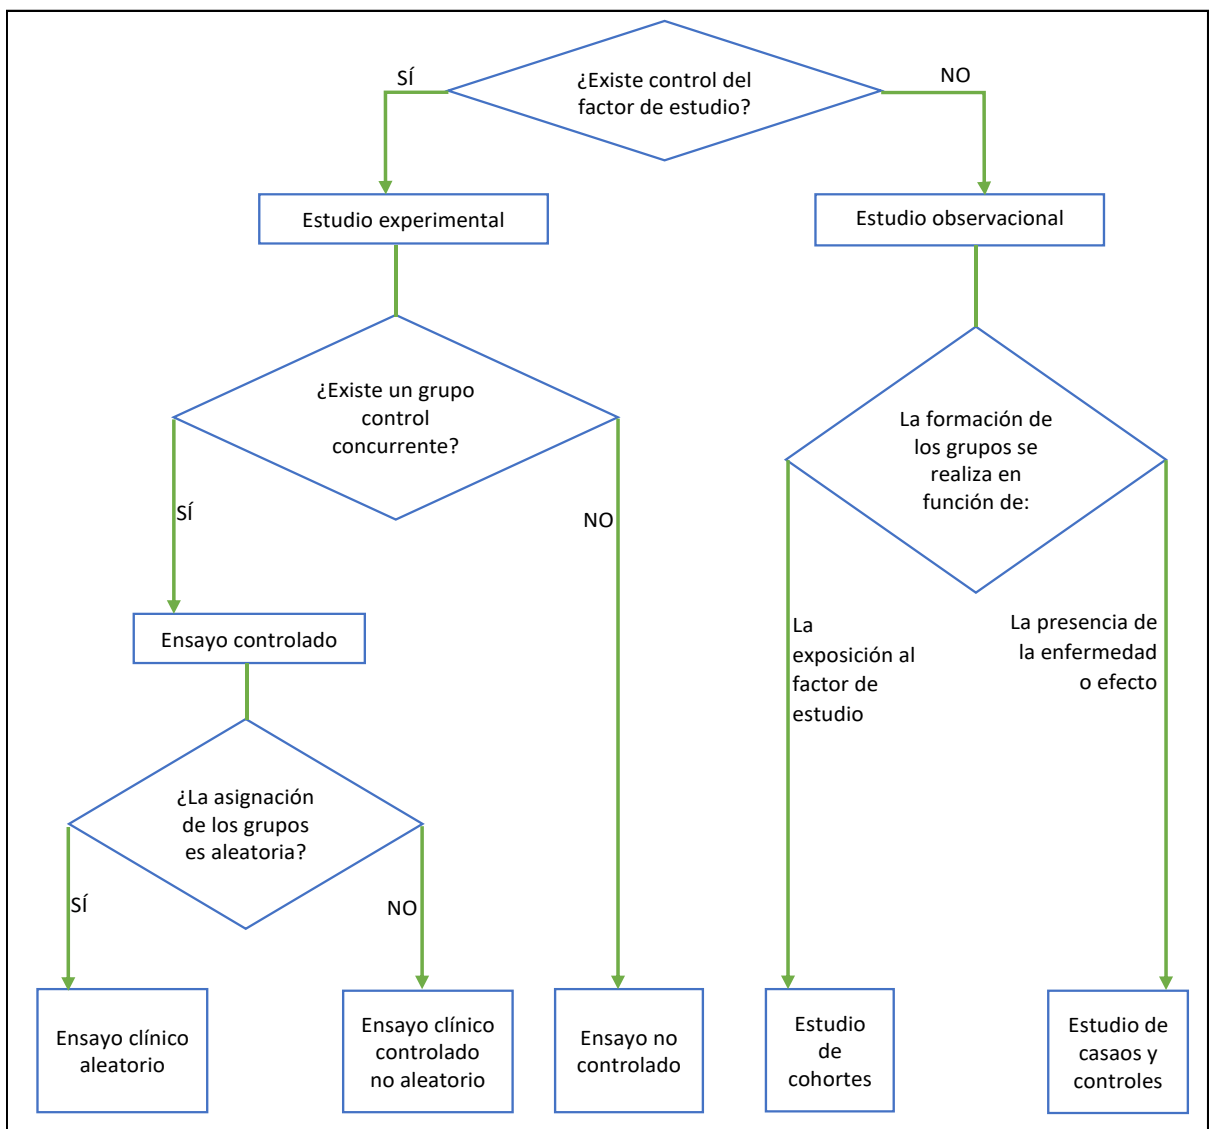 ¿Existe control del
factor de estudio?
SÍ
NO
Estudio experimental
Estudio observacional
¿Existe un grupo
control
concurrente?
La formación de
los grupos se
realiza en
función de:
SÍ
NO
Ensayo controlado
La
exposición al
factor de
estudio
La presencia de
la enfermedad
o efecto
¿La asignación
de los grupos
es aleatoria?
SÍ
NO
Ensayo clínico
aleatorio
Ensayo clínico
controlado
no aleatorio
Ensayo no
controlado
Estudio
de
cohortes
Estudio de
casaos y
controles